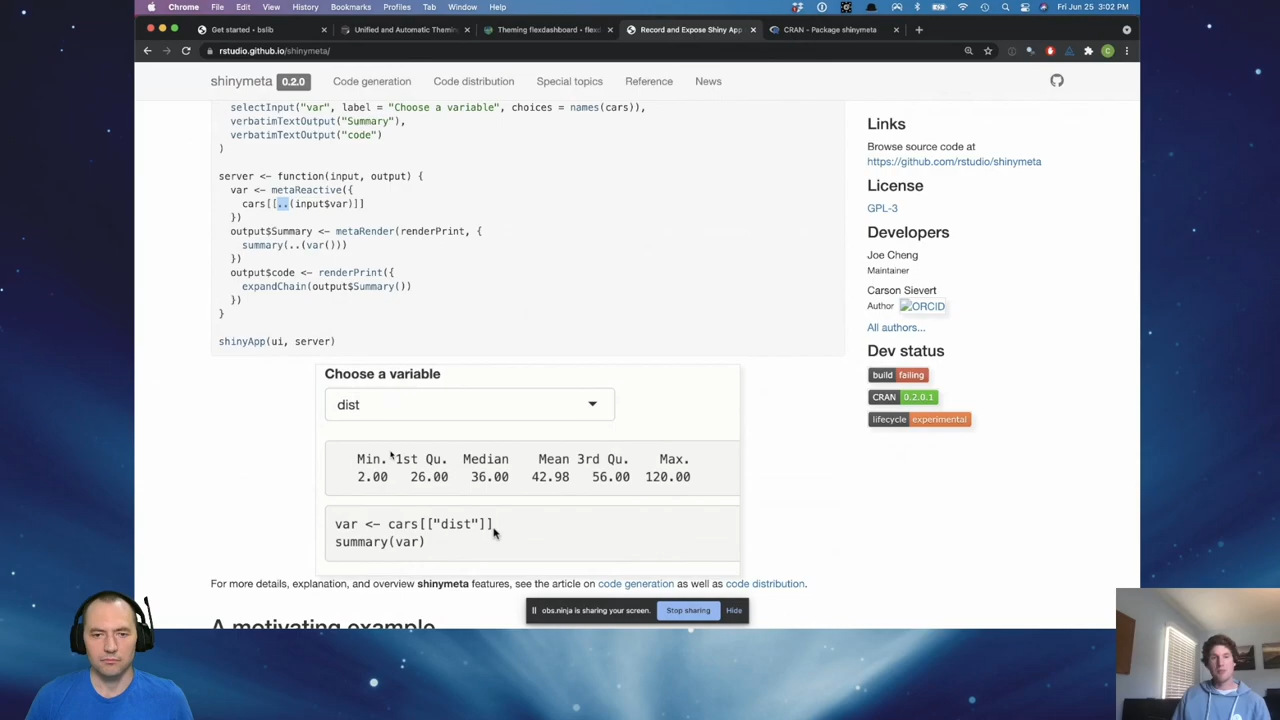 Chrome File Edit View History Bookmarks Profiles Tab Window Help
Fri Jun 25 3:02 PM
Get started • bslib
Unified and Automatic Theming
Theming flexdashboard • flexd
Record and Expose Shiny App
CRAN - Package shinymeta
rstudio.github.io/shinymeta/
shinymeta 0.2.0 Code generation Code distribution Special topics Reference News
selectInput("var", label = "Choose a variable", choices = names(cars)),
verbatimTextOutput("Summary"),
verbatimTextOutput("code")
)
server <- function(input, output) {
var <- metaReactive({
cars[[..(input$var)]]
})
output$Summary <- metaRender(renderPrint, {
summary(..(var()))
})
output$code <- renderPrint({
expandChain(output$Summary())
})
}
shinyApp(ui, server)
Choose a variable
dist
Min. 1st Qu. Median Mean 3rd Qu. Max.
2.00 26.00 36.00 42.98 56.00 120.00
var <- cars[["dist"]]
summary(var)
For more details, explanation, and overview shinymeta features, see the article on code generation as well as code distribution.
A motivating example
Links
Browse source code at
https://github.com/rstudio/shinymeta
License
GPL-3
Developers
Joe Cheng
Maintainer
Carson Sievert
Author ORCID
All authors...
Dev status
build failing
CRAN 0.2.0.1
lifecycle experimental
obs.ninja is sharing your screen. Stop sharing Hide